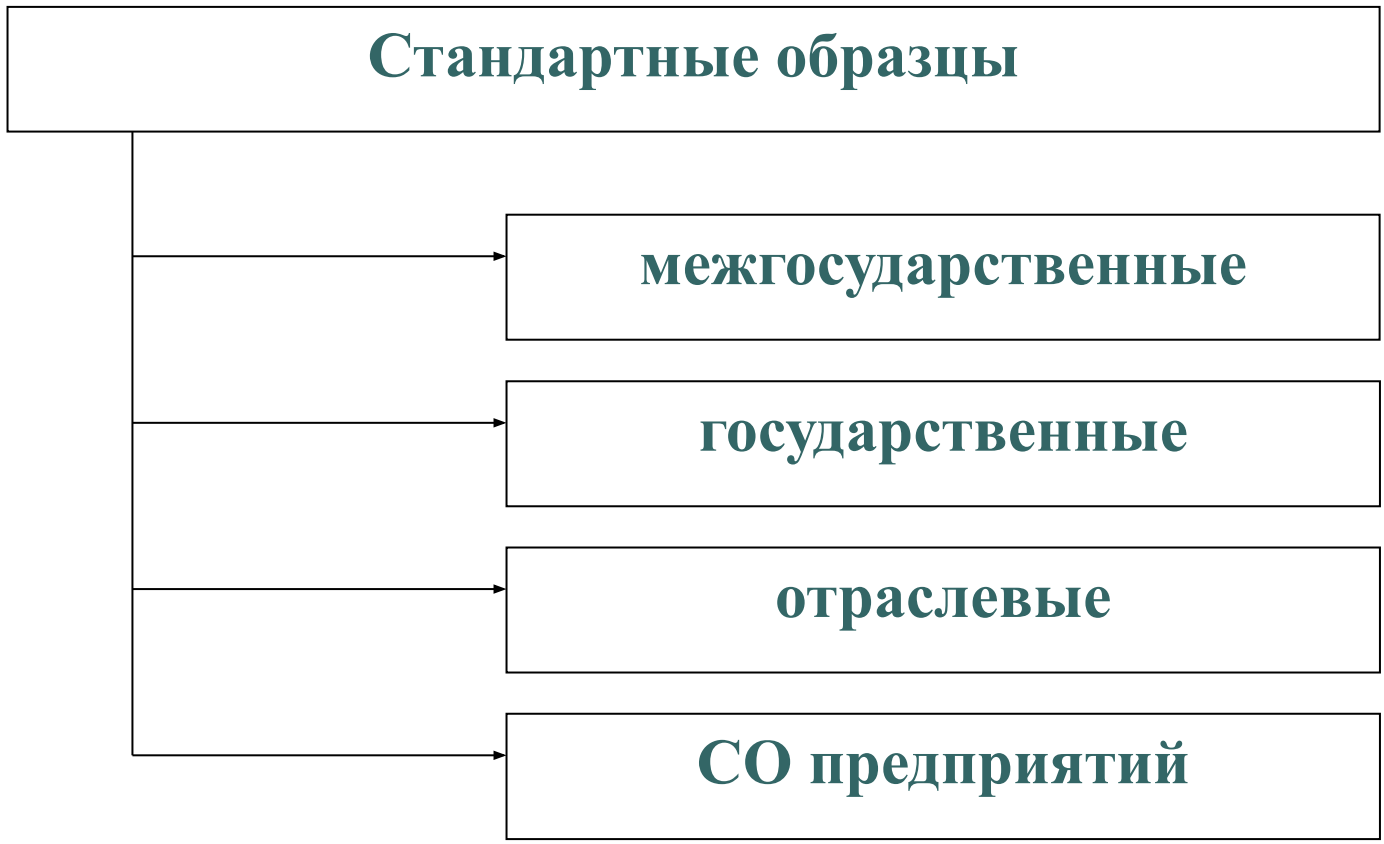 Стандартные образцы
межгосударственные
государственные
отраслевые
СО предприятий